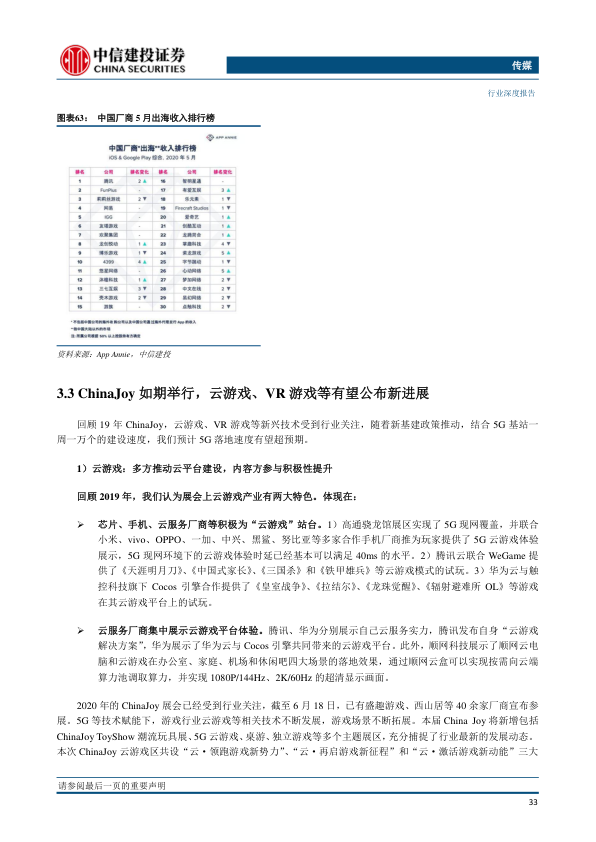 中信建投证券
CHINA SECURITIES
传媒
行业深度报告
图表63： 中国厂商 5 月出海收入排行榜
APP ANNIE
中国厂商*出海**收入排行榜
iOS & Google Play 综合, 2020 年 5 月
排名 公司 排名变化 排名 公司 排名变化
1 腾讯 2 ▲ 16 智明星通 -
2 FunPlus - 17 有爱互娱 3 ▲
3 莉莉丝游戏 2 ▼ 18 乐元素 1 ▼
4 网易 - 19 Firecraft Studios 1 ▼
5 IGG - 20 爱奇艺 1 ▲
6 友塔游戏 - 21 创酷互动 1 ▲
7 欢聚集团 - 22 龙腾简合 1 ▲
8 龙创悦动 1 ▲ 23 掌趣科技 4 ▼
9 博乐游戏 1 ▼ 24 紫龙游戏 5 ▲
10 4399 4 ▲ 25 字节跳动 1 ▼
11 悠星网络 - 26 心动网络 5 ▲
12 沐瞳科技 1 ▲ 27 梦加网络 2 ▼
13 三七互娱 3 ▼ 28 中文在线 2 ▼
14 壳木游戏 2 ▼ 29 易幻网络 2 ▼
15 游族 - 30 点触科技 2 ▼
**除中国大陆以外的市场
资料来源：App Annie，中信建投
3.3 ChinaJoy 如期举行，云游戏、VR 游戏等有望公布新进展
回顾 19 年 ChinaJoy，云游戏、VR 游戏等新兴技术受到行业关注，随着新基建政策推动，结合 5G 基站一
周一万个的建设速度，我们预计 5G 落地速度有望超预期。
1）云游戏：多方推动云平台建设，内容方参与积极性提升
回顾 2019 年，我们认为展会上云游戏产业有两大特色。体现在：
➢ 芯片、手机、云服务厂商等积极为“云游戏”站台。1）高通骁龙馆展区实现了 5G 现网覆盖，并联合
小米、vivo、OPPO、一加、中兴、黑鲨、努比亚等多家合作手机厂商推为玩家提供了 5G 云游戏体验
展示，5G 现网环境下的云游戏体验时延已经基本可以满足 40ms 的水平。2）腾讯云联合 WeGame 提
供了《天涯明月刀》、《中国式家长》、《三国杀》和《铁甲雄兵》等云游戏模式的试玩。3）华为云与触
控科技旗下 Cocos 引擎合作提供了《皇室战争》、《拉结尔》、《龙珠觉醒》、《辐射避难所 OL》等游戏
在其云游戏平台上的试玩。
➢ 云服务厂商集中展示云游戏平台体验。腾讯、华为分别展示自己云服务实力，腾讯发布自身“云游戏
解决方案”，华为展示了华为云与 Cocos 引擎共同带来的云游戏平台。此外，顺网科技展示了顺网云电
脑和云游戏在办公室、家庭、机场和休闲吧四大场景的落地效果，通过顺网云盒可以实现按需向云端
算力池调取算力，并实现 1080P/144Hz、2K/60Hz 的超清显示画面。
2020 年的 ChinaJoy 展会已经受到行业关注，截至 6 月 18 日，已有盛趣游戏、西山居等 40 余家厂商宣布参
展。5G 等技术赋能下，游戏行业云游戏等相关技术不断发展，游戏场景不断拓展。本届 China Joy 将新增包括
ChinaJoy ToyShow 潮流玩具展、5G 云游戏、桌游、独立游戏等多个主题展区，充分捕捉了行业最新的发展动态。
本次 ChinaJoy 云游戏区共设“云・领跑游戏新势力”、“云・再启游戏新征程”和“云・激活游戏新动能”三大
请参阅最后一页的重要声明
33